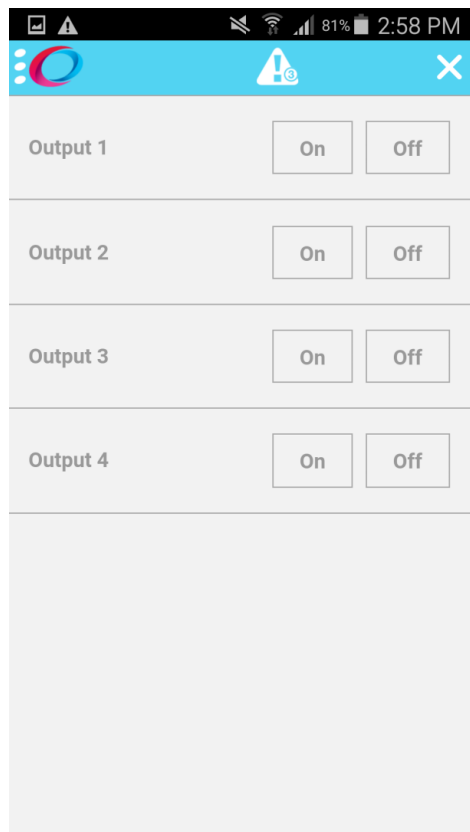 81% 2:58 PM
3
Output 1 On Off
Output 2 On Off
Output 3 On Off
Output 4 On Off